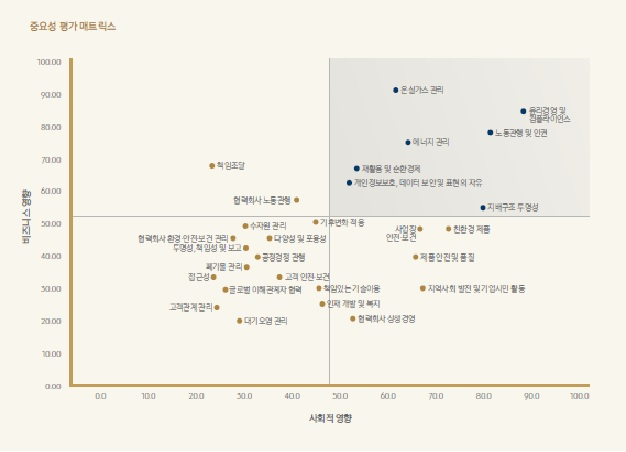 중요성 평가 매트릭스
100.00
90.00
80.00
70.00
60.00
50.00
40.00
30.00
20.00
10.00
0.00
비즈니스 영향
온실가스 관리
윤리경영 및
컴플라이언스
노동관행 및 인권
에너지 관리
책임조달
재활용 및 순환경제
개인정보보호, 데이터 보안 및 표현의 자유
협력회사 노동관행
지배구조 투명성
기후변화 적응
수자원 관리
사업장
안전·보건
친환경 제품
협력회사 환경·안전·보건 관리
다양성 및 포용성
투명성, 책임성 및 보고
공정경쟁 관행
제품 안전 및 품질
폐기물 관리
접근성
고객 안전·보건
글로벌 이해관계자 협력
책임있는 기술이용
지역사회 발전 및 기업시민 활동
고객관계 관리
인재 개발 및 복지
대기 오염 관리
협력회사 상생 경영
0.0
10.0
20.0
30.0
40.0
50.0
60.0
70.0
80.0
90.0
100.0
사회적 영향